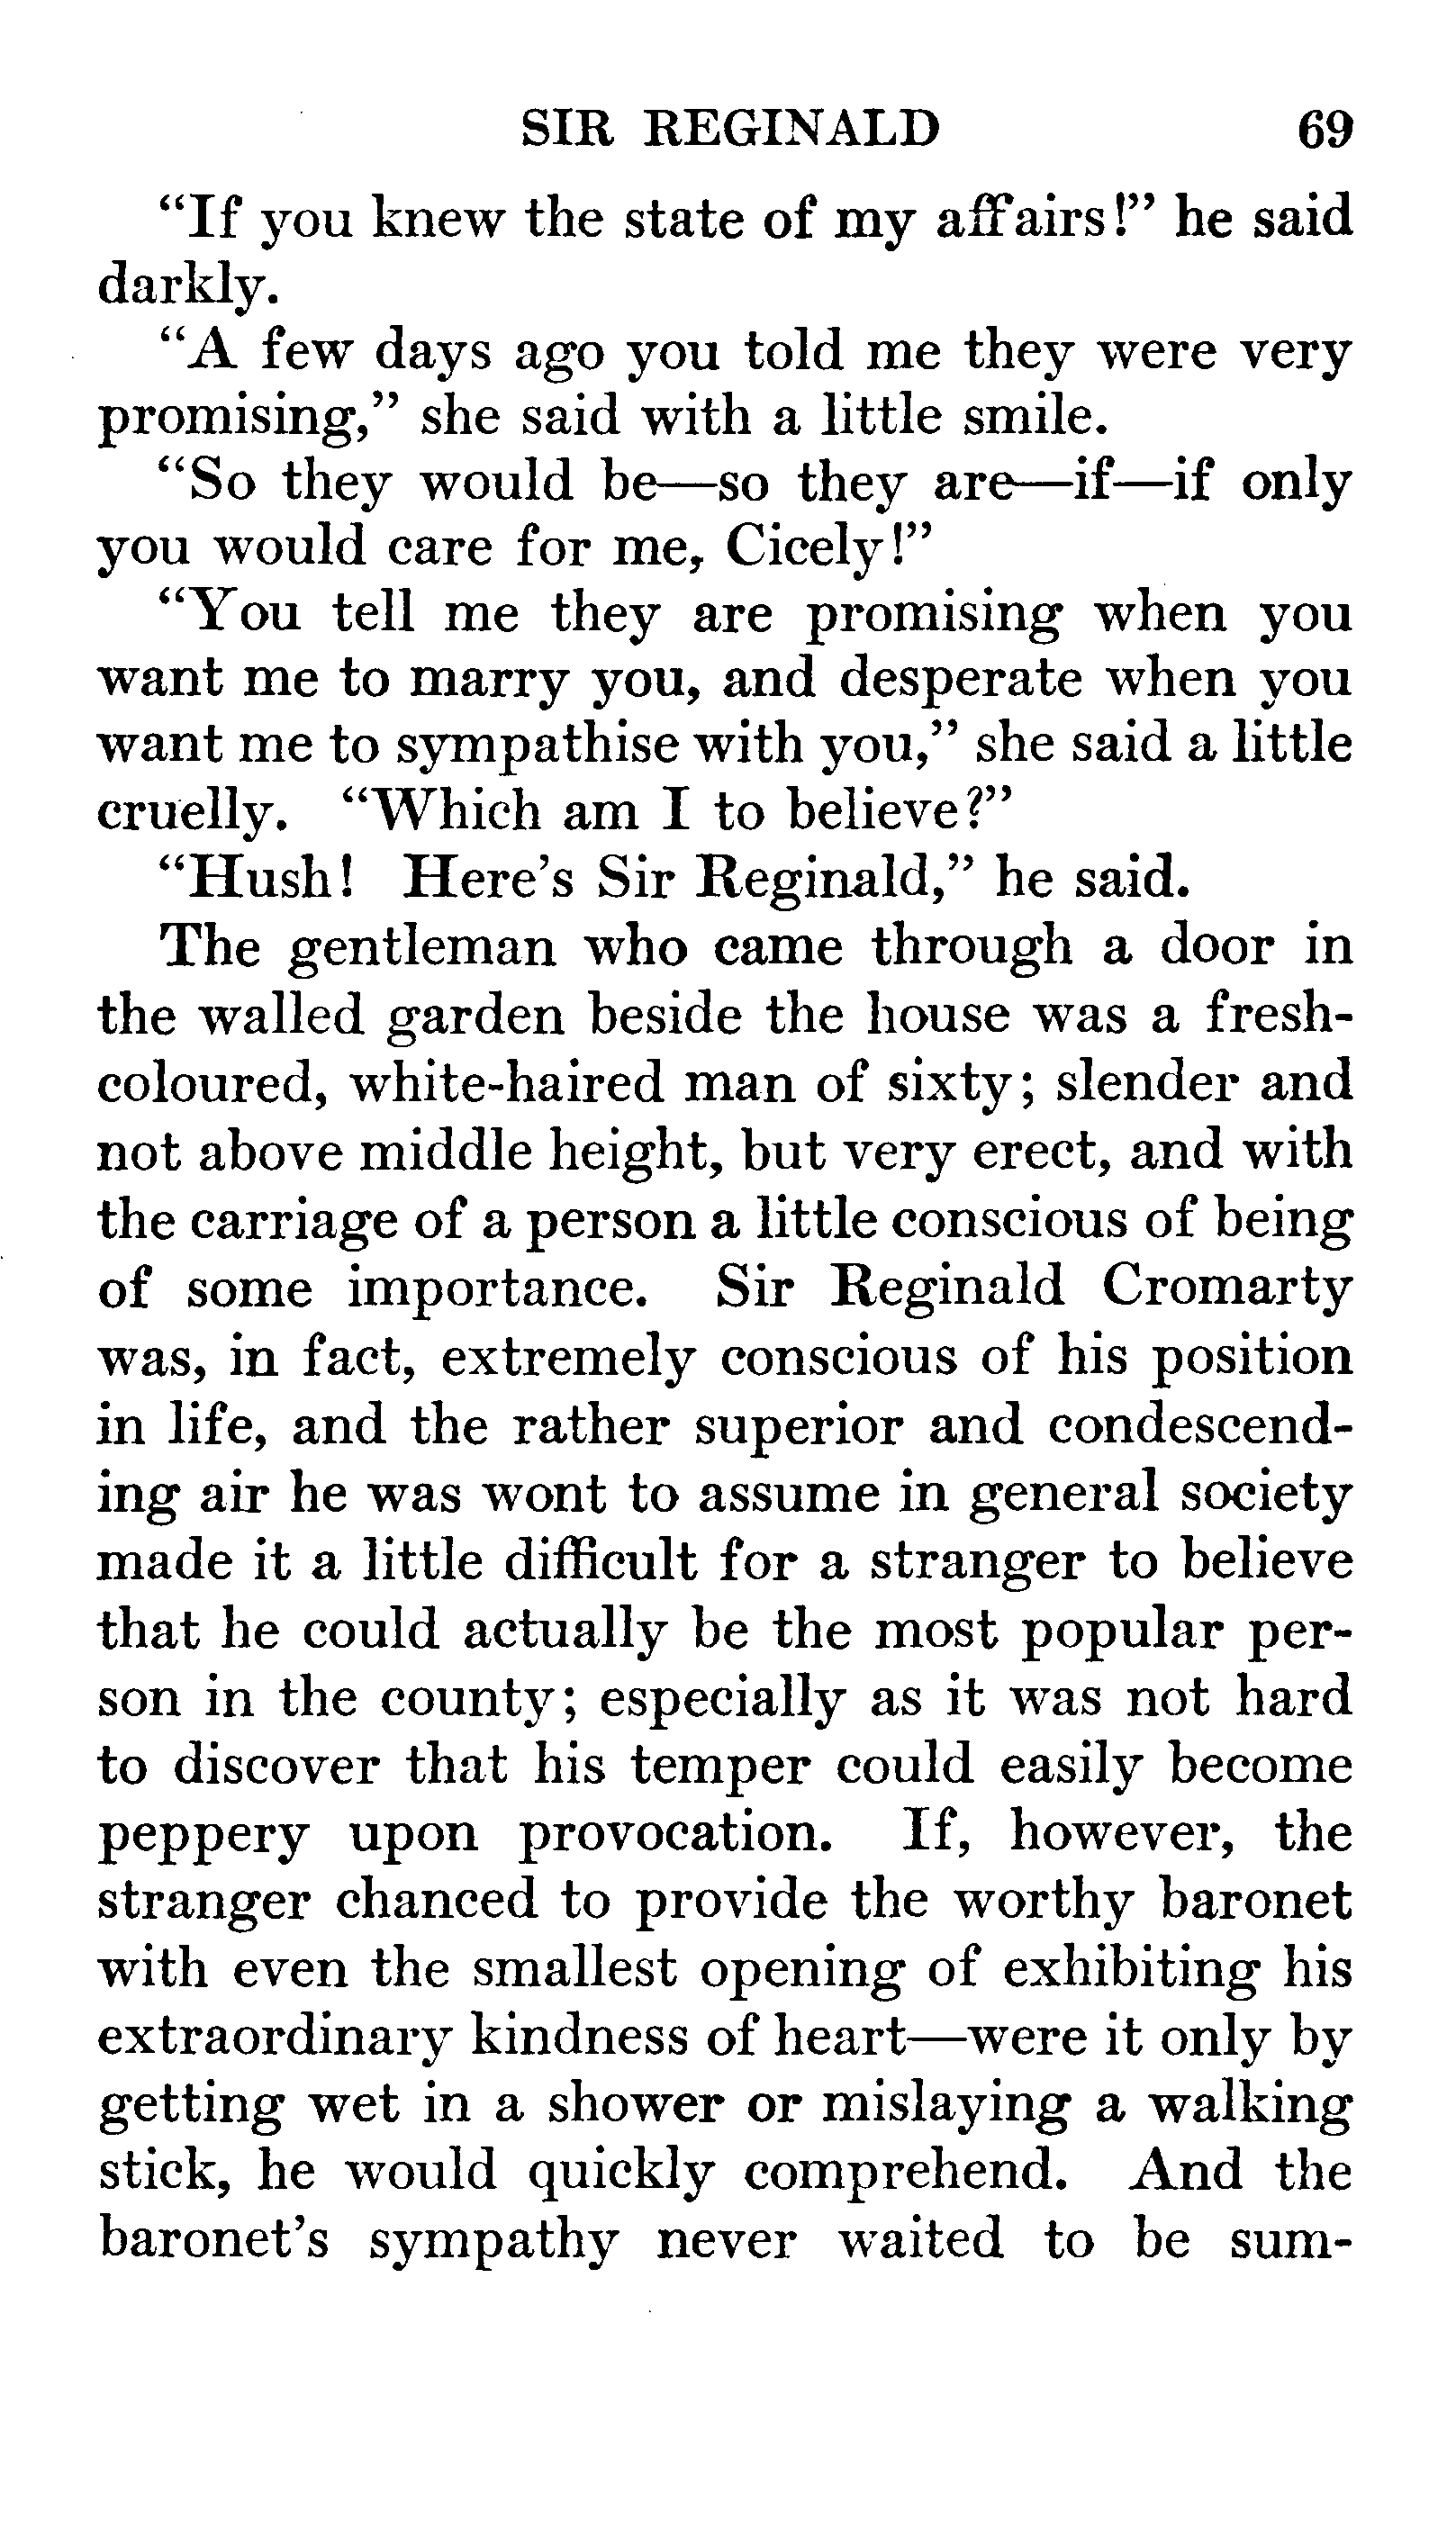 SIR REGINALD 69
"If you knew the state of my affairs!" he said
darkly.
"A few days ago you told me they were very
promising," she said with a little smile.
"So they would be—so they are—if—if only
you would care for me, Cicely!"
"You tell me they are promising when you
want me to marry you, and desperate when you
want me to sympathise with you," she said a little
cruelly. "Which am I to believe?"
"Hush! Here's Sir Reginald," he said.
The gentleman who came through a door in
the walled garden beside the house was a fresh-
coloured, white-haired man of sixty; slender and
not above middle height, but very erect, and with
the carriage of a person a little conscious of being
of some importance. Sir Reginald Cromarty
was, in fact, extremely conscious of his position
in life, and the rather superior and condescend-
ing air he was wont to assume in general society
made it a little difficult for a stranger to believe
that he could actually be the most popular per-
son in the county; especially as it was not hard
to discover that his temper could easily become
peppery upon provocation. If, however, the
stranger chanced to provide the worthy baronet
with even the smallest opening of exhibiting his
extraordinary kindness of heart—were it only by
getting wet in a shower or mislaying a walking
stick, he would quickly comprehend. And the
baronet's sympathy never waited to be sum-